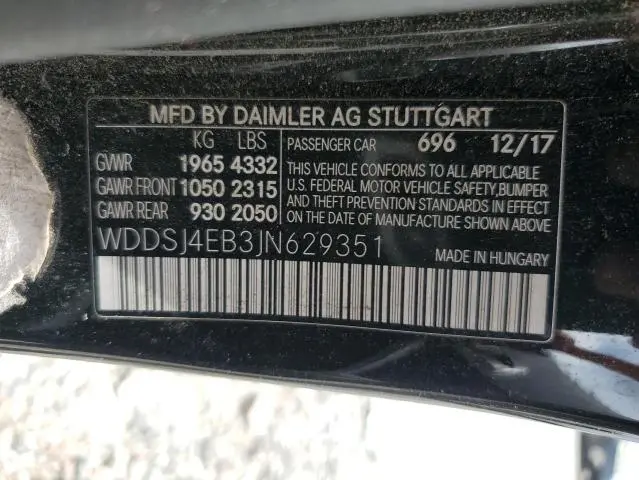 MFD BY DAIMLER AG STUTTGART
KG LBS PASSENGER CAR 696 12/17
GVWR 1965 4332 THIS VEHICLE CONFORMS TO ALL APPLICABLE
U.S. FEDERAL MOTOR VEHICLE SAFETY,BUMPER
GAWR FRONT 1050 2315 AND THEFT PREVENTION STANDARDS IN EFFECT
GAWR REAR 930 2050 ON THE DATE OF MANUFACTURE SHOWN ABOVE
WDDSJ4EB3JN629351 MADE IN HUNGARY